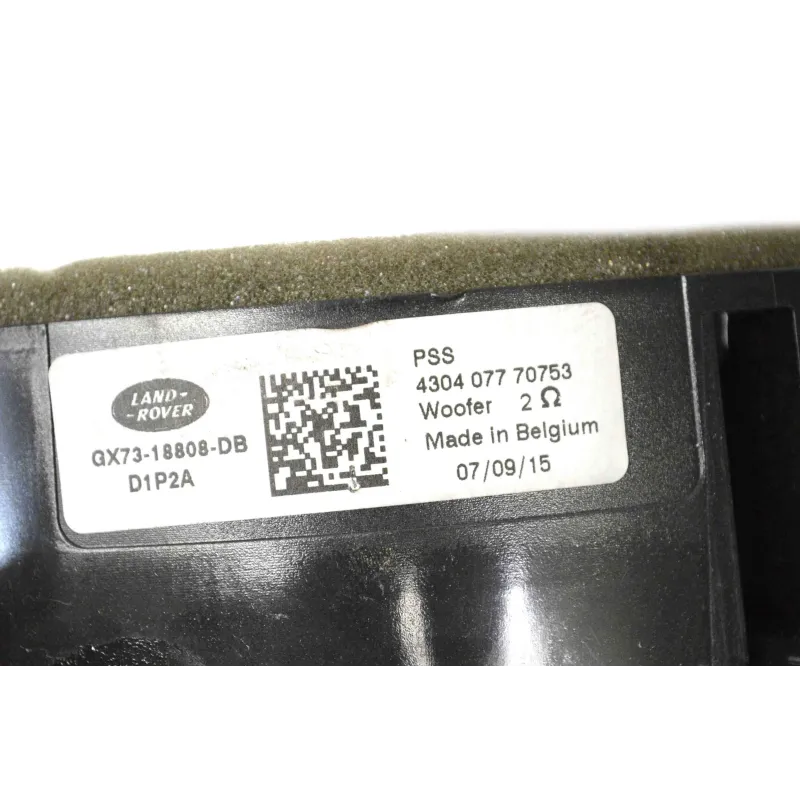 LAND-
-ROVER
GX73-18808-DB
D1P2A
PSS
4304 077 70753
Woofer 2 Ω
Made in Belgium
07/09/15